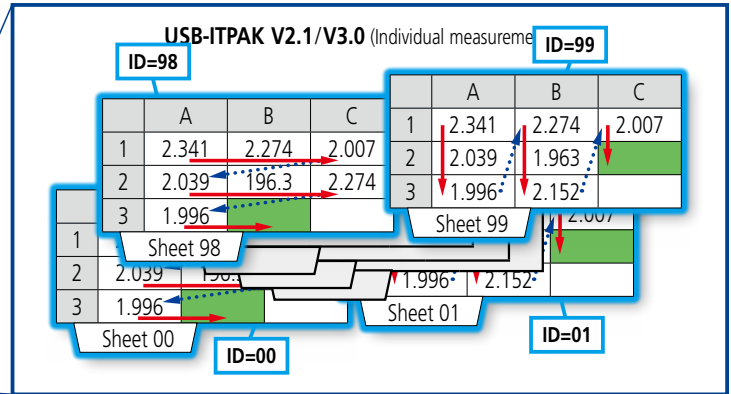 USB-ITPAK V2.1/V3.0 (Individual measureme
ID=98
A B C
1 2.341 2.274 2.007
2 2.039 196.3 2.274
3 1.996
Sheet 98
ID=99
A B C
1 2.341 2.274 2.007
2 2.039 1.963
3 1.996 2.152
Sheet 99
1
2 2.039
3 1.996
Sheet 00
ID=00
2.007
1.996 2.152
Sheet 01
ID=01